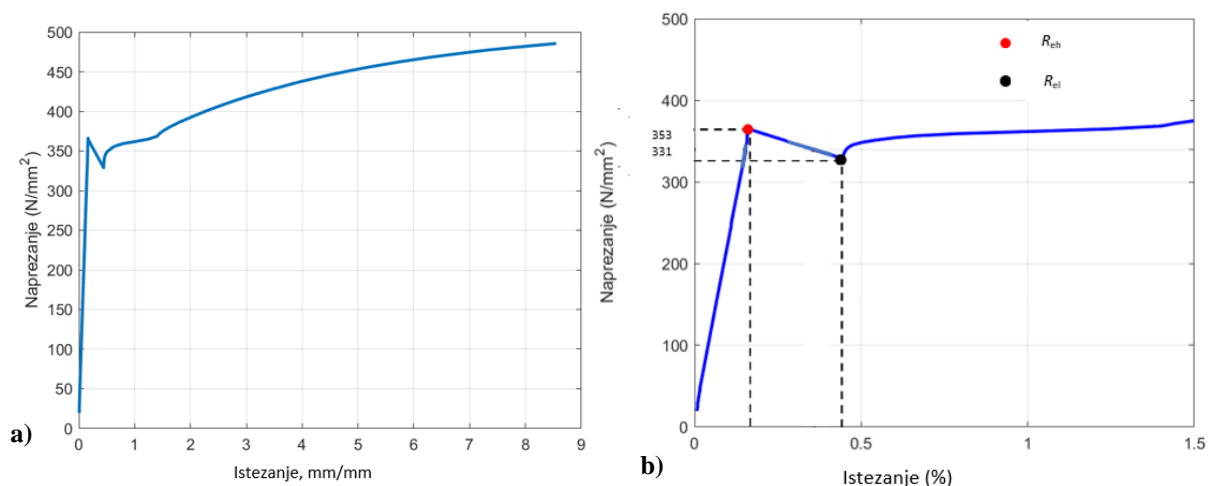 500
450
400
350
300
250
200
150
100
50
0
Naprezanje (N/mm²)
0 1 2 3 4 5 6 7 8 9
Istezanje, mm/mm
a)
500
400
353
331
300
200
100
0
Naprezanje (N/mm²)
R_eh
R_el
0 0.5 1 1.5
Istezanje (%)
b)